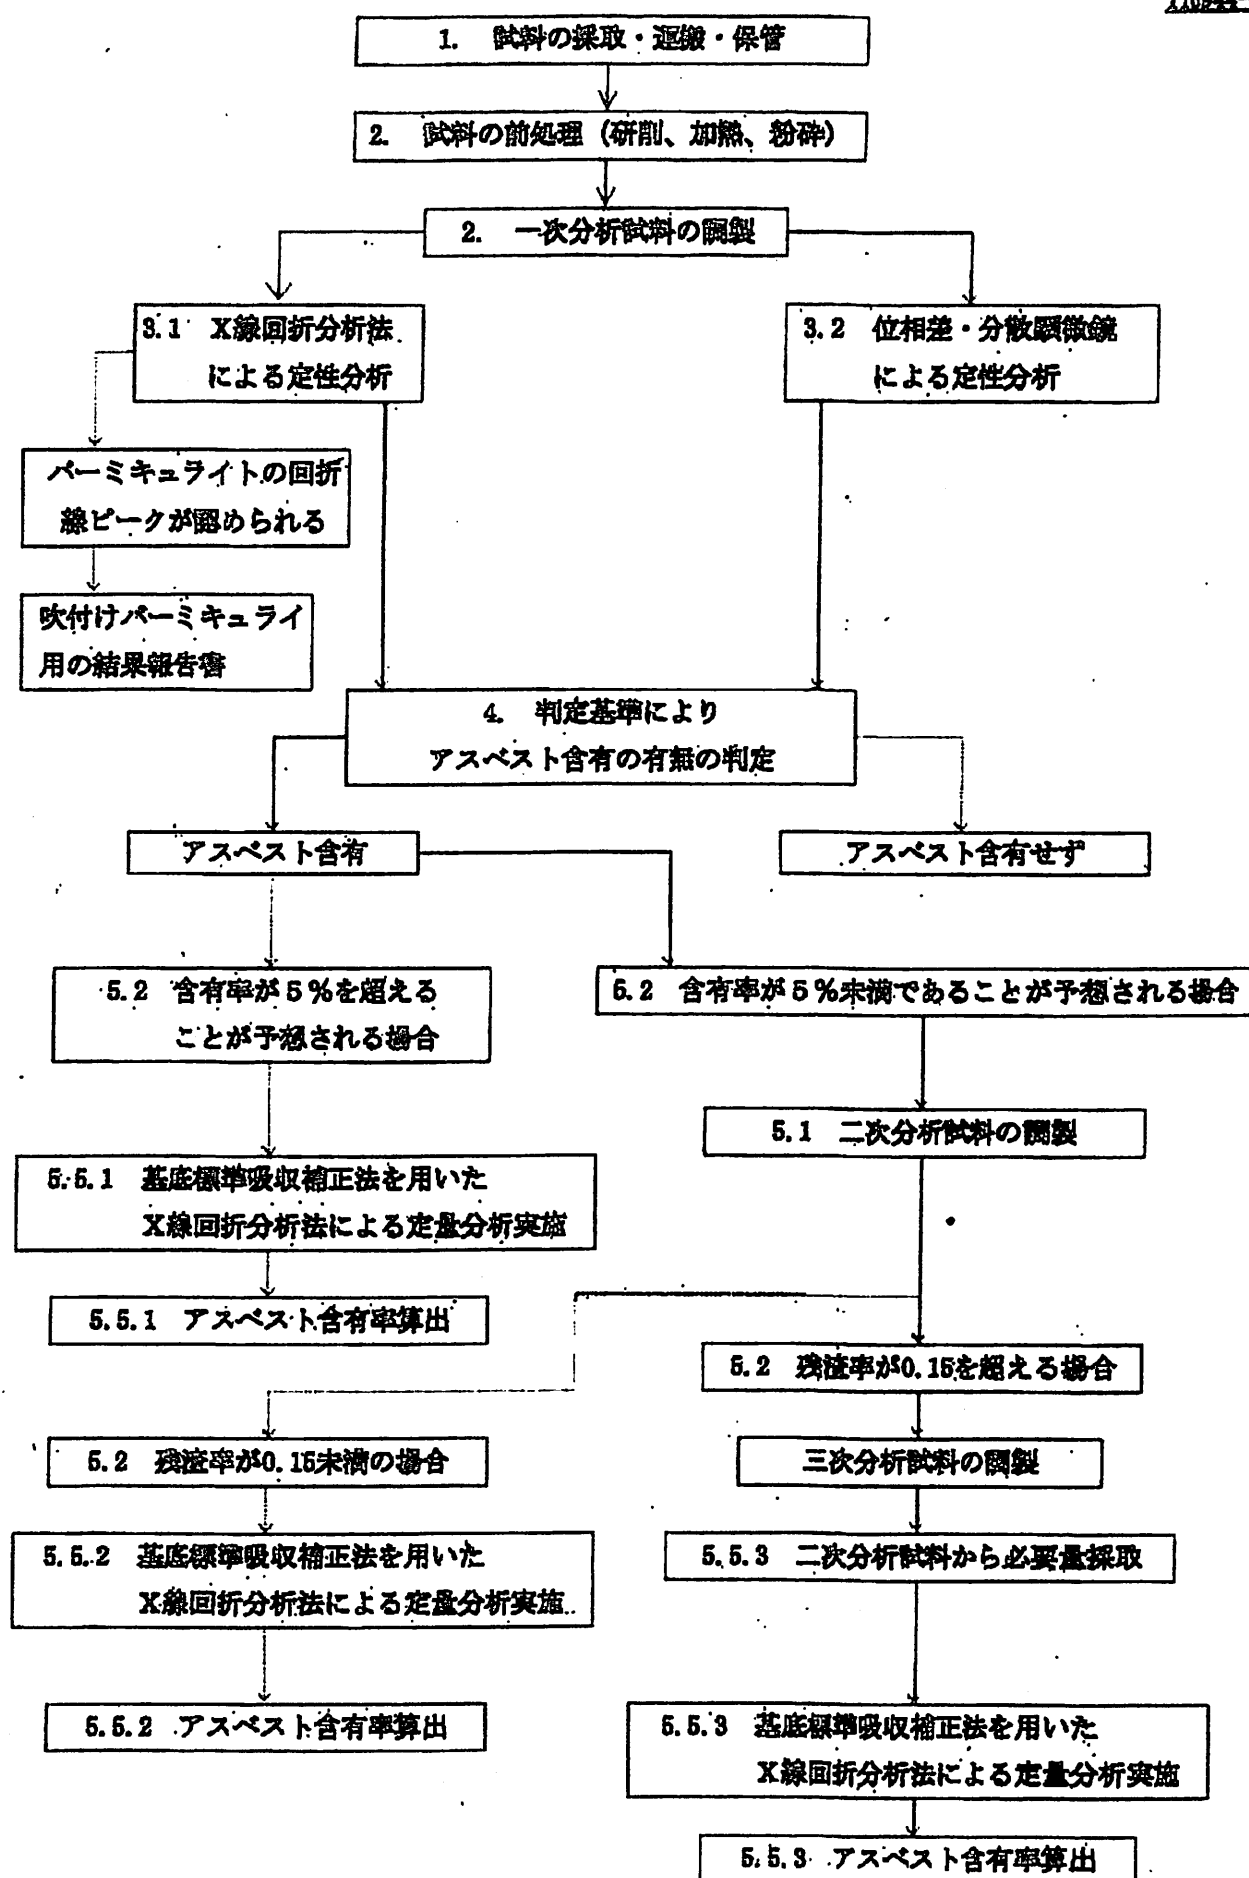 1. 試料の採取・運搬・保管
2. 試料の前処理（研削、加熱、粉砕）
2. 一次分析試料の調製
3.1 X線回折分析法
による定性分析
3.2 位相差・分散顕微鏡
による定性分析
バーミキュライトの回折
線ピークが認められる
吹付けバーミキュライ
用の結果報告書
4. 判定基準により
アスベスト含有の有無の判定
アスベスト含有
アスベスト含有せず
5.2 含有率が5%を超える
ことが予想される場合
5.2 含有率が5%未満であることが予想される場合
5.1 二次分析試料の調製
5.5.1 基底標準吸収補正法を用いた
X線回折分析法による定量分析実施
5.5.1 アスベスト含有率算出
5.2 残渣率が0.15を超える場合
5.2 残渣率が0.15未満の場合
三次分析試料の調製
5.5.2 基底標準吸収補正法を用いた
X線回折分析法による定量分析実施
5.5.3 二次分析試料から必要量採取
5.5.2 アスベスト含有率算出
5.5.3 基底標準吸収補正法を用いた
X線回折分析法による定量分析実施
5.5.3 アスベスト含有率算出